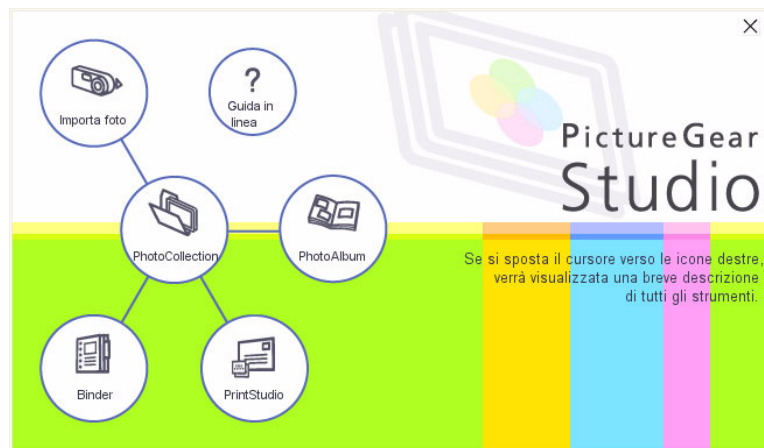 Importa foto
?
Guida in
linea
PictureGear
Studio
PhotoCollection
PhotoAlbum
Se si sposta il cursore verso le icone destre,
verrà visualizzata una breve descrizione
di tutti gli strumenti.
Binder
PrintStudio